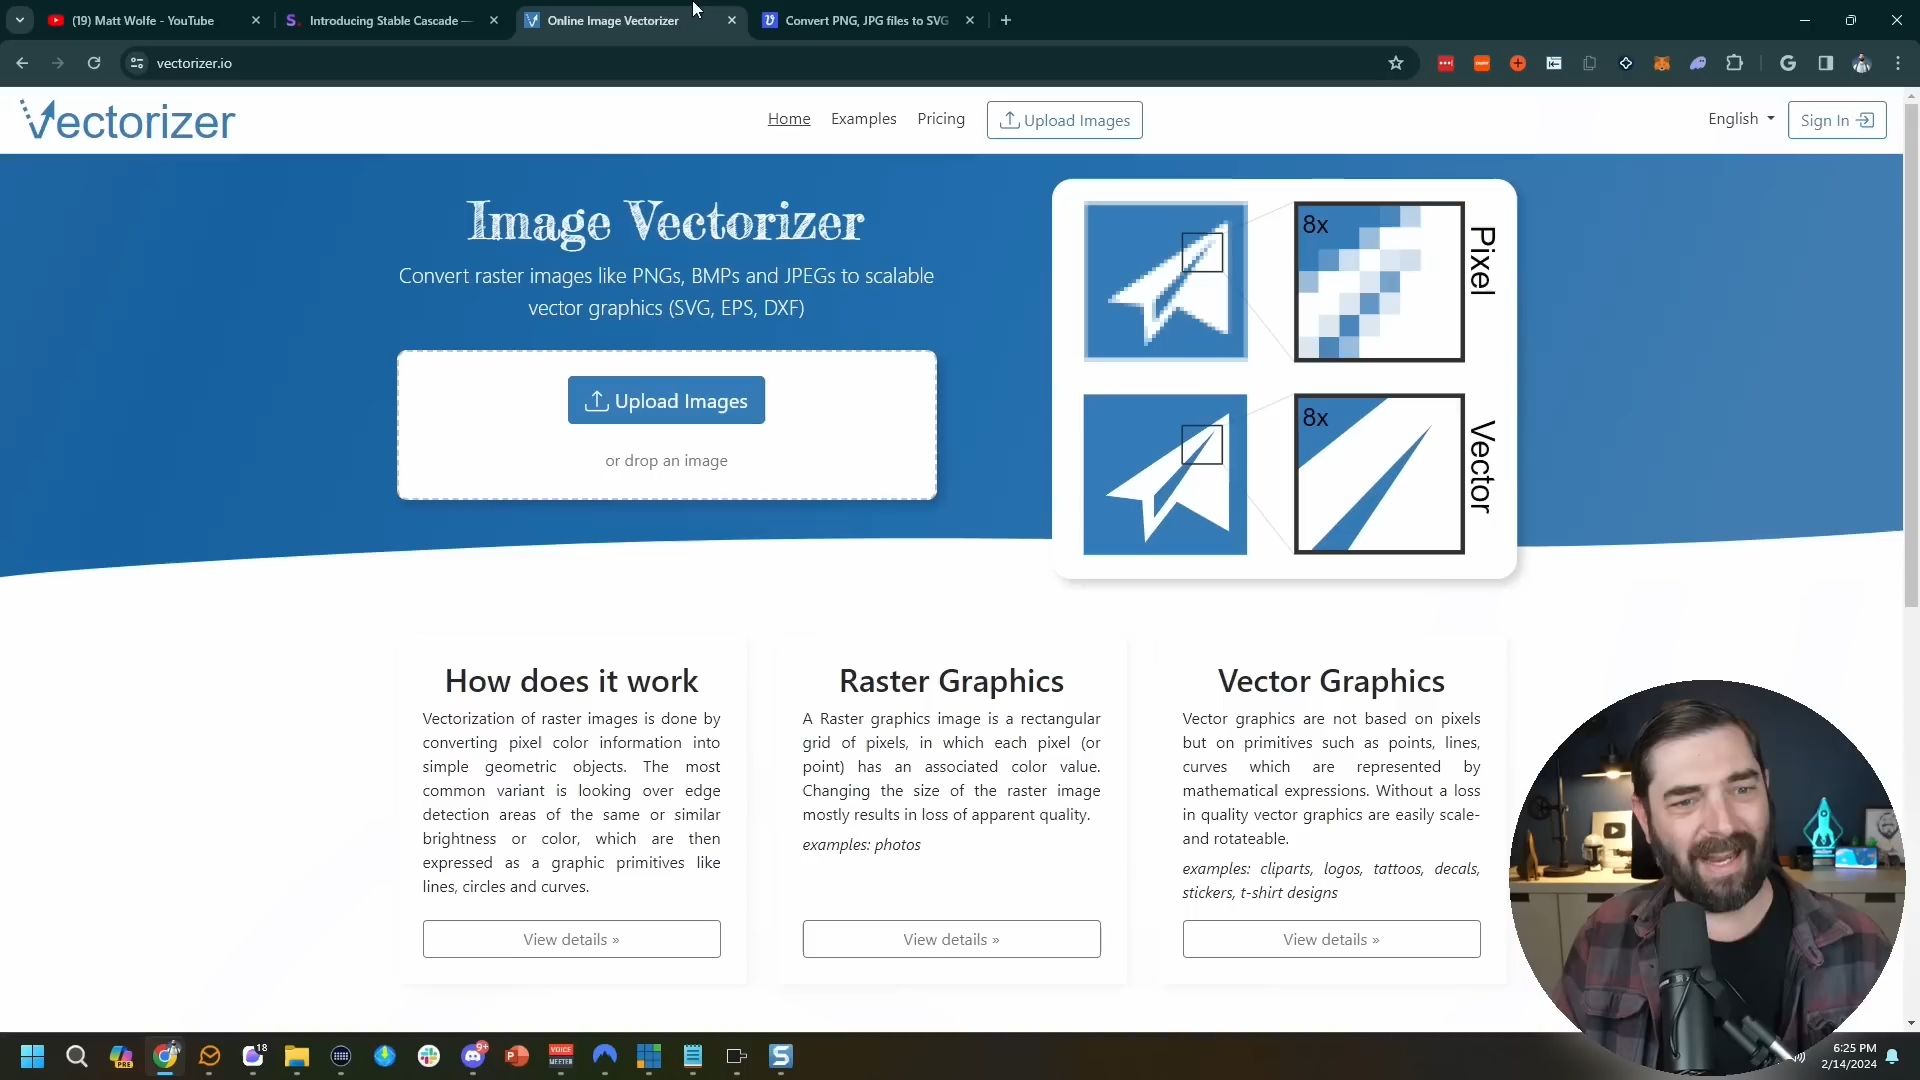 (19) Matt Wolfe - YouTube
Introducing Stable Cascade —
Online Image Vectorizer
Convert PNG, JPG files to SVG
vectorizer.io
Vectorizer
Home
Examples
Pricing
Upload Images
English
Sign In
Image Vectorizer
Convert raster images like PNGs, BMPs and JPEGs to scalable
vector graphics (SVG, EPS, DXF)
Upload Images
or drop an image
8x
Pixel
8x
Vector
How does it work
Vectorization of raster images is done by
converting pixel color information into
simple geometric objects. The most
common variant is looking over edge
detection areas of the same or similar
brightness or color, which are then
expressed as a graphic primitives like
lines, circles and curves.
View details »
Raster Graphics
A Raster graphics image is a rectangular
grid of pixels, in which each pixel (or
point) has an associated color value.
Changing the size of the raster image
mostly results in loss of apparent quality.
examples: photos
View details »
Vector Graphics
Vector graphics are not based on pixels
but on primitives such as points, lines,
curves which are represented by
mathematical expressions. Without a loss
in quality vector graphics are easily scale-
and rotateable.
examples: cliparts, logos, tattoos, decals,
stickers, t-shirt designs
View details »
PRE
18
9+
VOICE
MEETER
6:25 PM
2/14/2024